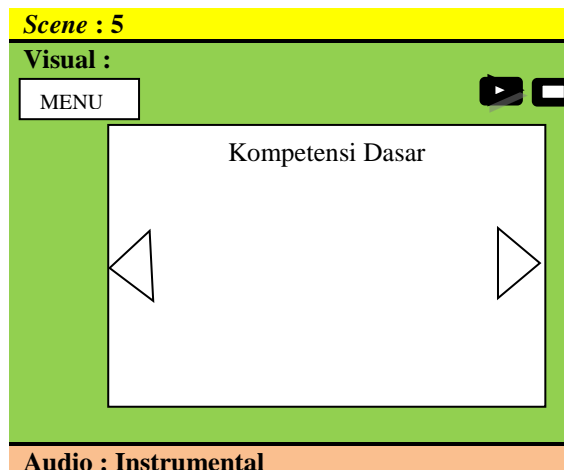 Scene : 5
Visual :
MENU
Kompetensi Dasar
Audio : Instrumental